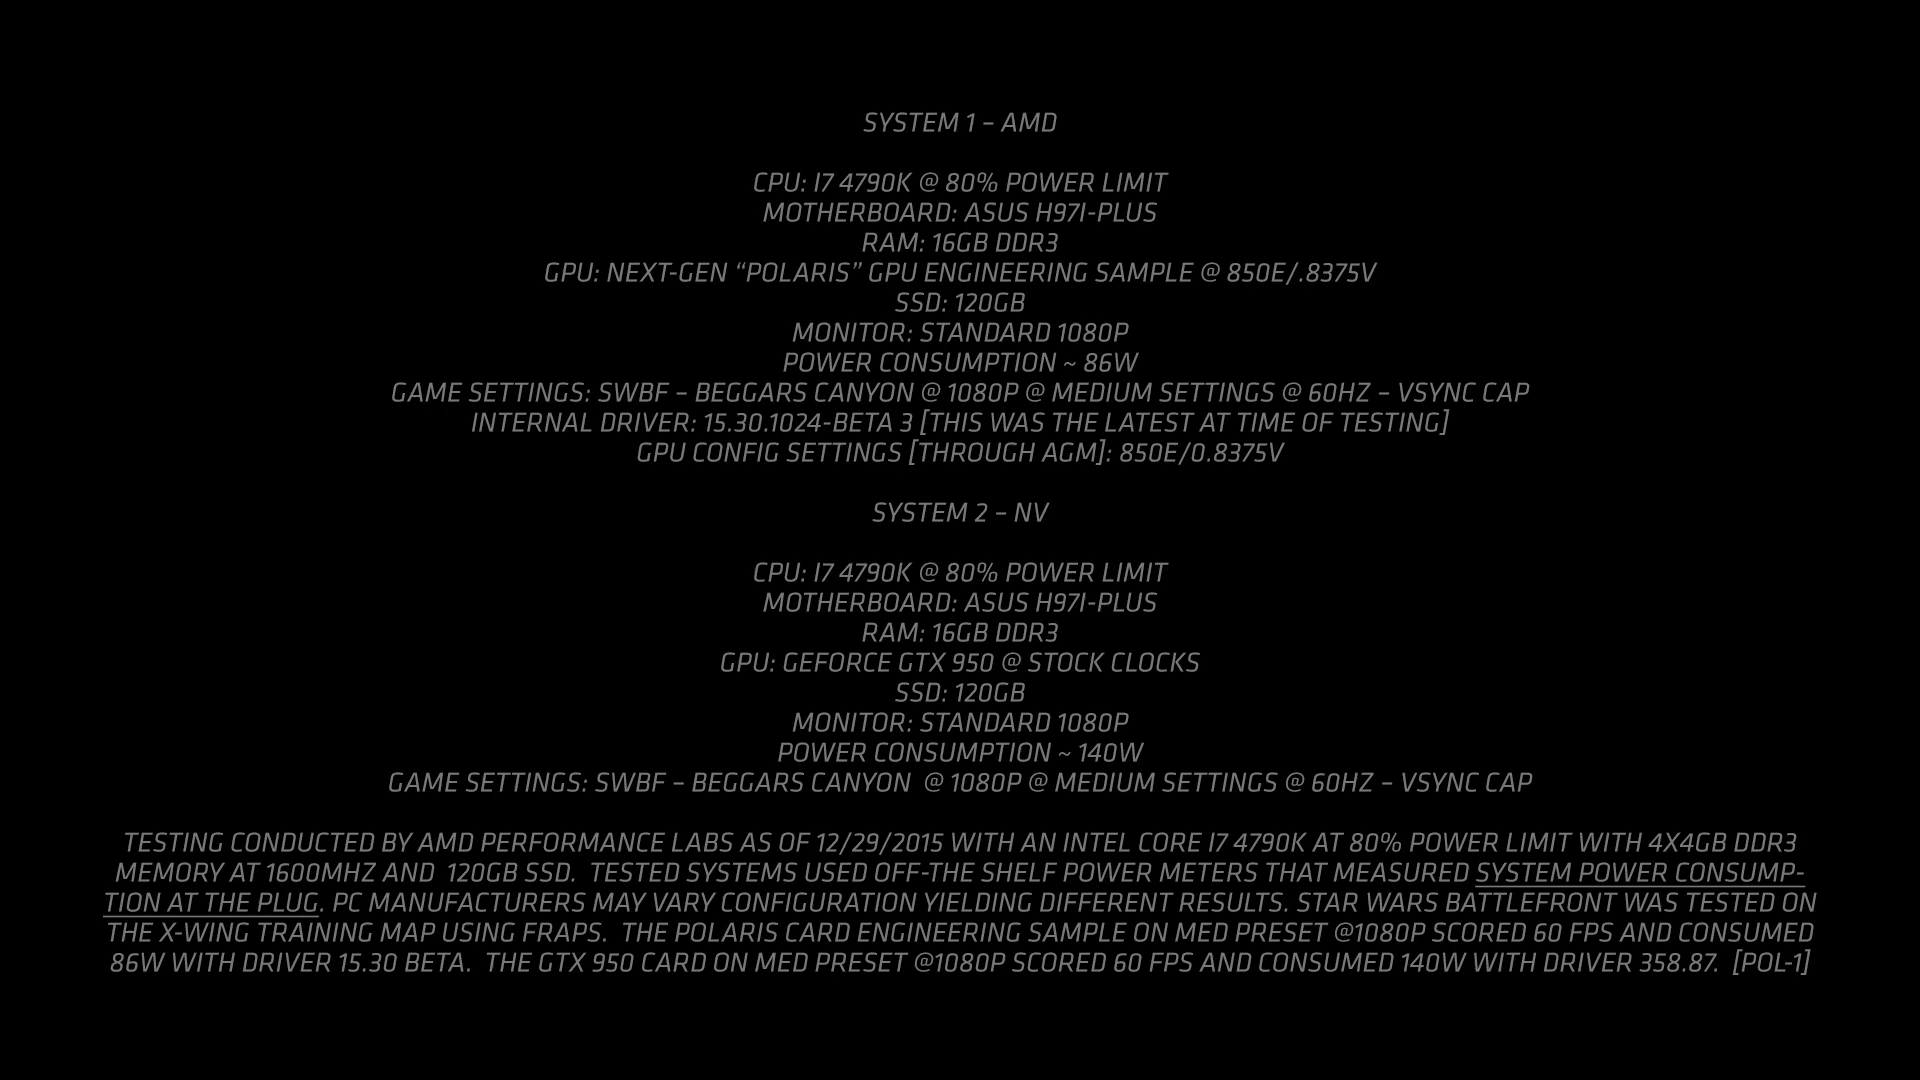 SYSTEM 1 – AMD
CPU: I7 4790K @ 80% POWER LIMIT
MOTHERBOARD: ASUS H97I-PLUS
RAM: 16GB DDR3
GPU: NEXT-GEN “POLARIS” GPU ENGINEERING SAMPLE @ 850E/.8375V
SSD: 120GB
MONITOR: STANDARD 1080P
POWER CONSUMPTION ~ 86W
GAME SETTINGS: SWBF – BEGGARS CANYON @ 1080P @ MEDIUM SETTINGS @ 60HZ – VSYNC CAP
INTERNAL DRIVER: 15.30.1024-BETA 3 [THIS WAS THE LATEST AT TIME OF TESTING]
GPU CONFIG SETTINGS [THROUGH AGM]: 850E/0.8375V
SYSTEM 2 – NV
CPU: I7 4790K @ 80% POWER LIMIT
MOTHERBOARD: ASUS H97I-PLUS
RAM: 16GB DDR3
GPU: GEFORCE GTX 950 @ STOCK CLOCKS
SSD: 120GB
MONITOR: STANDARD 1080P
POWER CONSUMPTION ~ 140W
GAME SETTINGS: SWBF – BEGGARS CANYON  @ 1080P @ MEDIUM SETTINGS @ 60HZ – VSYNC CAP
TESTING CONDUCTED BY AMD PERFORMANCE LABS AS OF 12/29/2015 WITH AN INTEL CORE I7 4790K AT 80% POWER LIMIT WITH 4X4GB DDR3
MEMORY AT 1600MHZ AND  120GB SSD.  TESTED SYSTEMS USED OFF-THE SHELF POWER METERS THAT MEASURED SYSTEM POWER CONSUMP-
TION AT THE PLUG. PC MANUFACTURERS MAY VARY CONFIGURATION YIELDING DIFFERENT RESULTS. STAR WARS BATTLEFRONT WAS TESTED ON
THE X-WING TRAINING MAP USING FRAPS.  THE POLARIS CARD ENGINEERING SAMPLE ON MED PRESET @1080P SCORED 60 FPS AND CONSUMED
86W WITH DRIVER 15.30 BETA.  THE GTX 950 CARD ON MED PRESET @1080P SCORED 60 FPS AND CONSUMED 140W WITH DRIVER 358.87.  [POL-1]